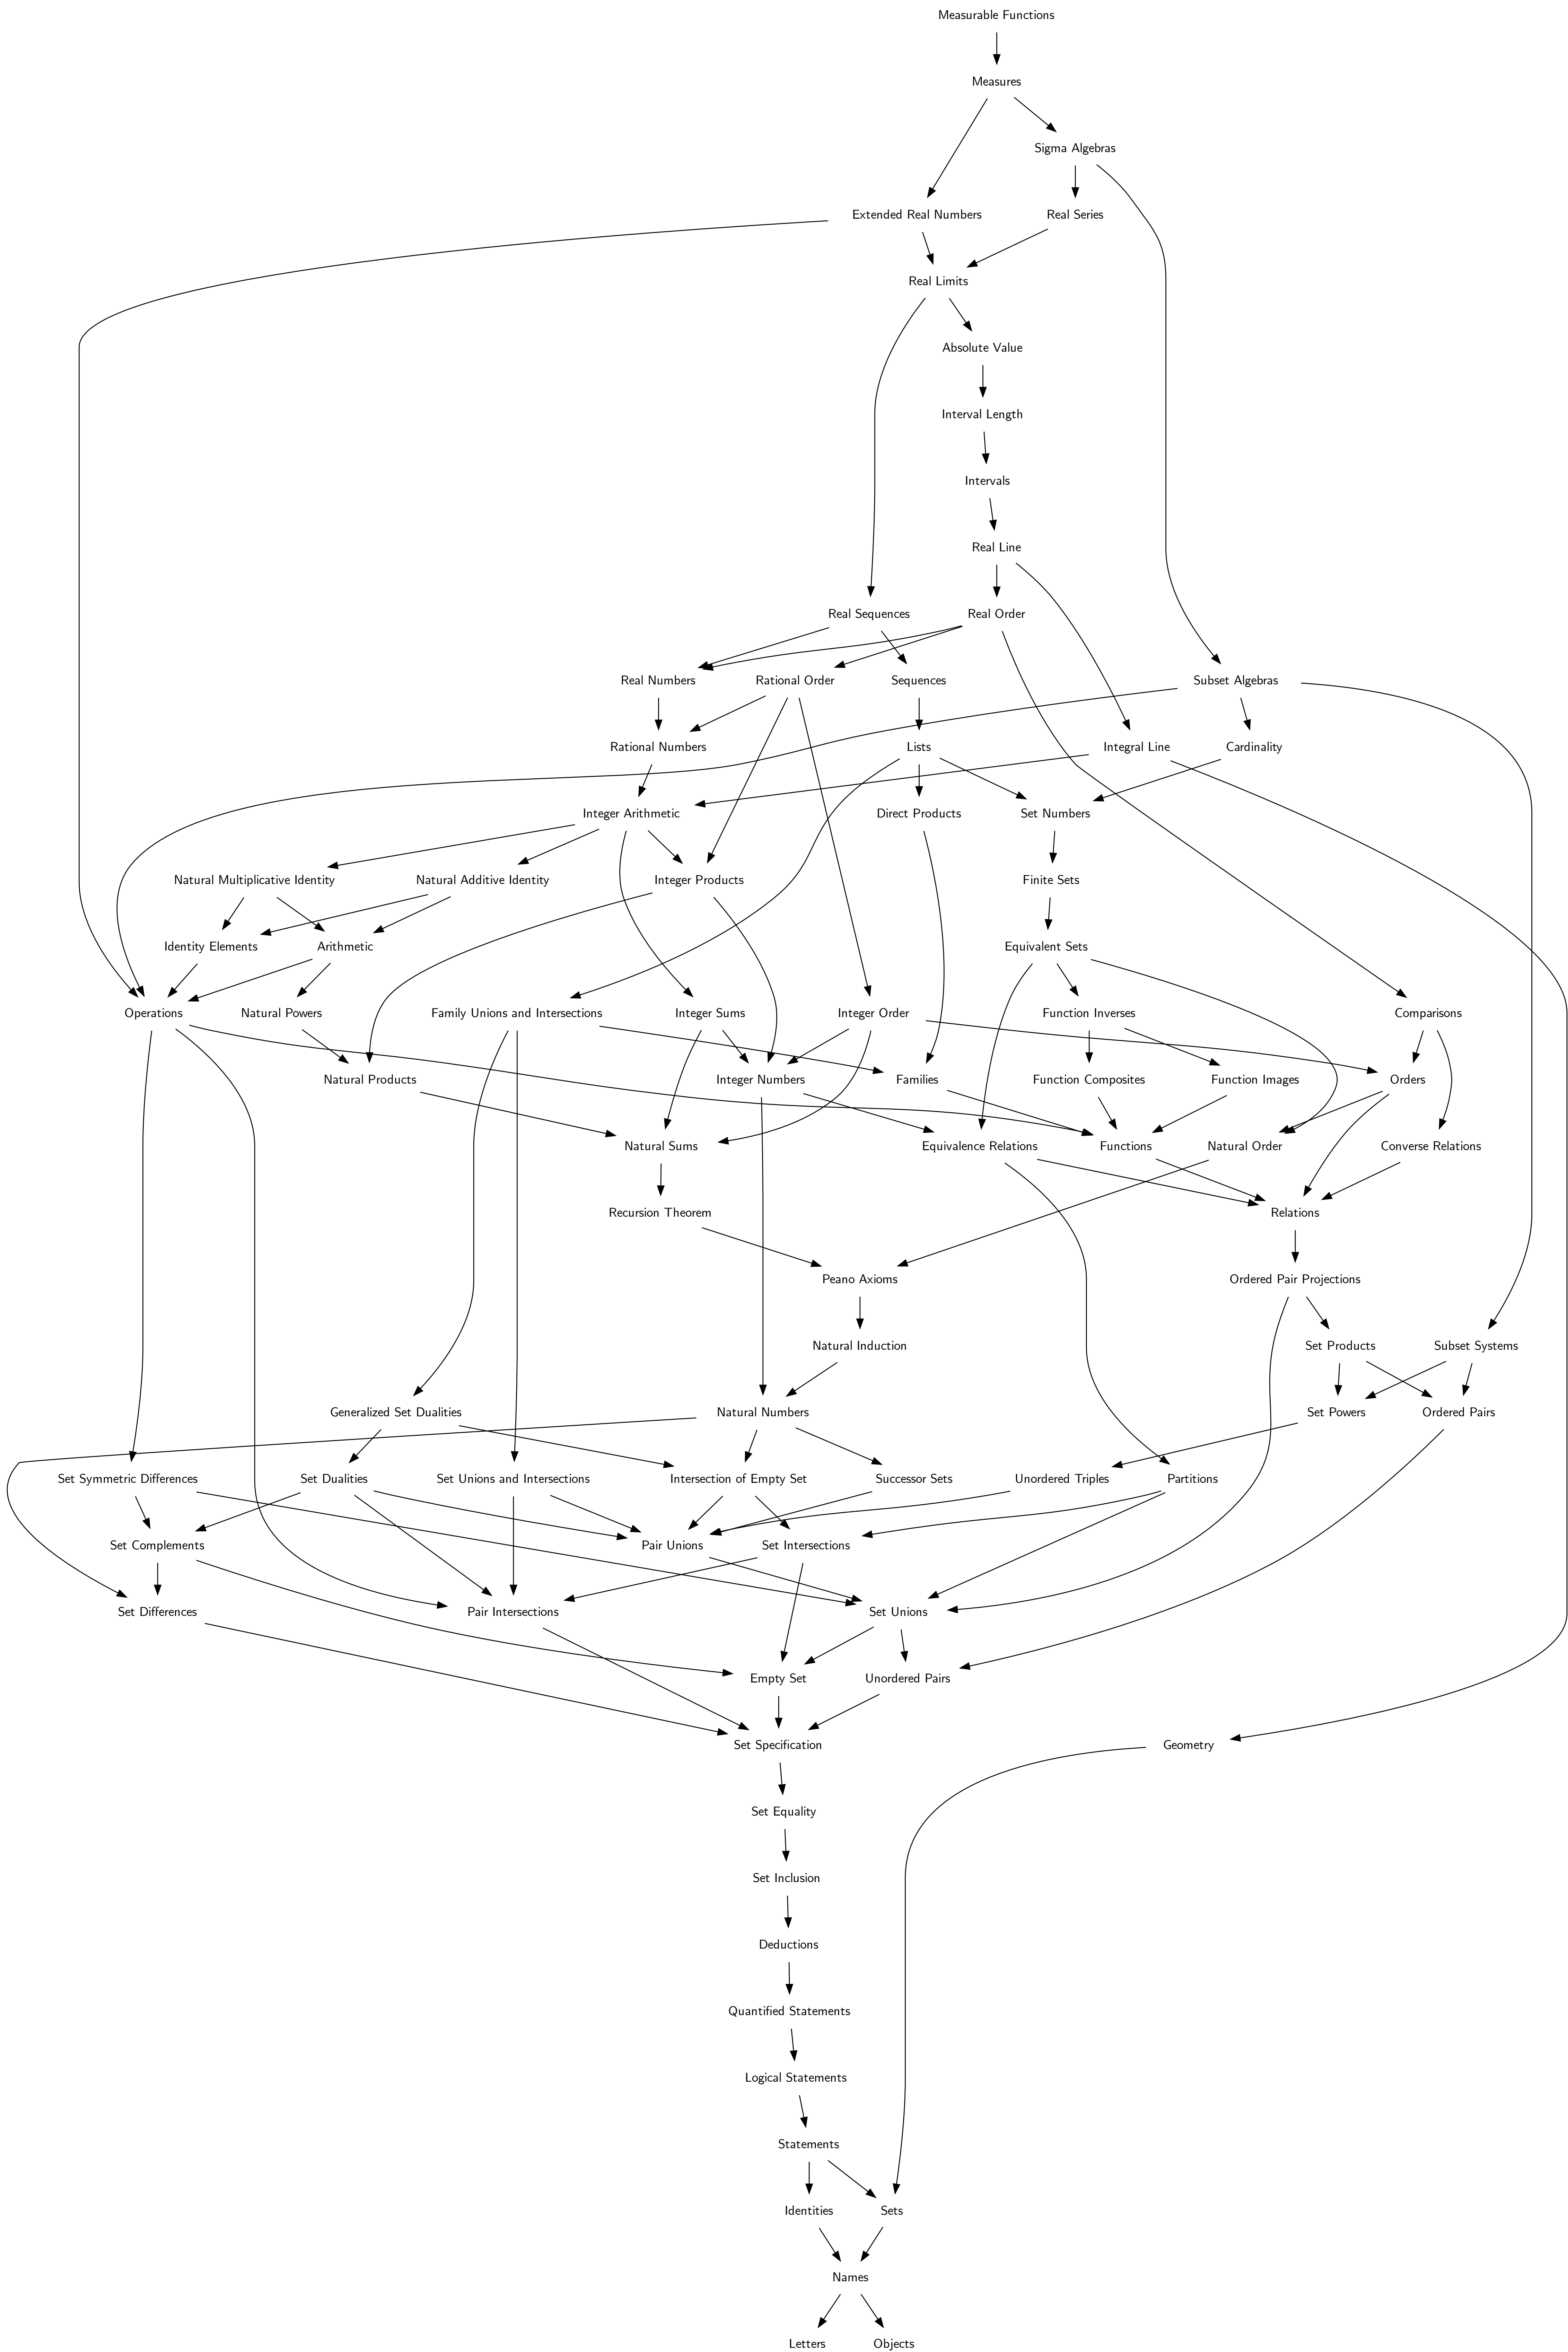 Measurable Functions
Measures
Sigma Algebras
Extended Real Numbers
Real Series
Real Limits
Absolute Value
Interval Length
Intervals
Real Line
Real Sequences
Real Order
Real Numbers
Rational Order
Sequences
Subset Algebras
Rational Numbers
Lists
Integral Line
Cardinality
Integer Arithmetic
Direct Products
Set Numbers
Natural Multiplicative Identity
Natural Additive Identity
Integer Products
Finite Sets
Identity Elements
Arithmetic
Equivalent Sets
Operations
Natural Powers
Family Unions and Intersections
Integer Sums
Integer Order
Function Inverses
Comparisons
Natural Products
Integer Numbers
Families
Function Composites
Function Images
Orders
Natural Sums
Equivalence Relations
Functions
Natural Order
Converse Relations
Recursion Theorem
Relations
Peano Axioms
Ordered Pair Projections
Natural Induction
Set Products
Subset Systems
Generalized Set Dualities
Natural Numbers
Set Powers
Ordered Pairs
Set Symmetric Differences
Set Dualities
Set Unions and Intersections
Intersection of Empty Set
Successor Sets
Unordered Triples
Partitions
Set Complements
Pair Unions
Set Intersections
Set Differences
Pair Intersections
Set Unions
Empty Set
Unordered Pairs
Set Specification
Geometry
Set Equality
Set Inclusion
Deductions
Quantified Statements
Logical Statements
Statements
Identities
Sets
Names
Letters
Objects